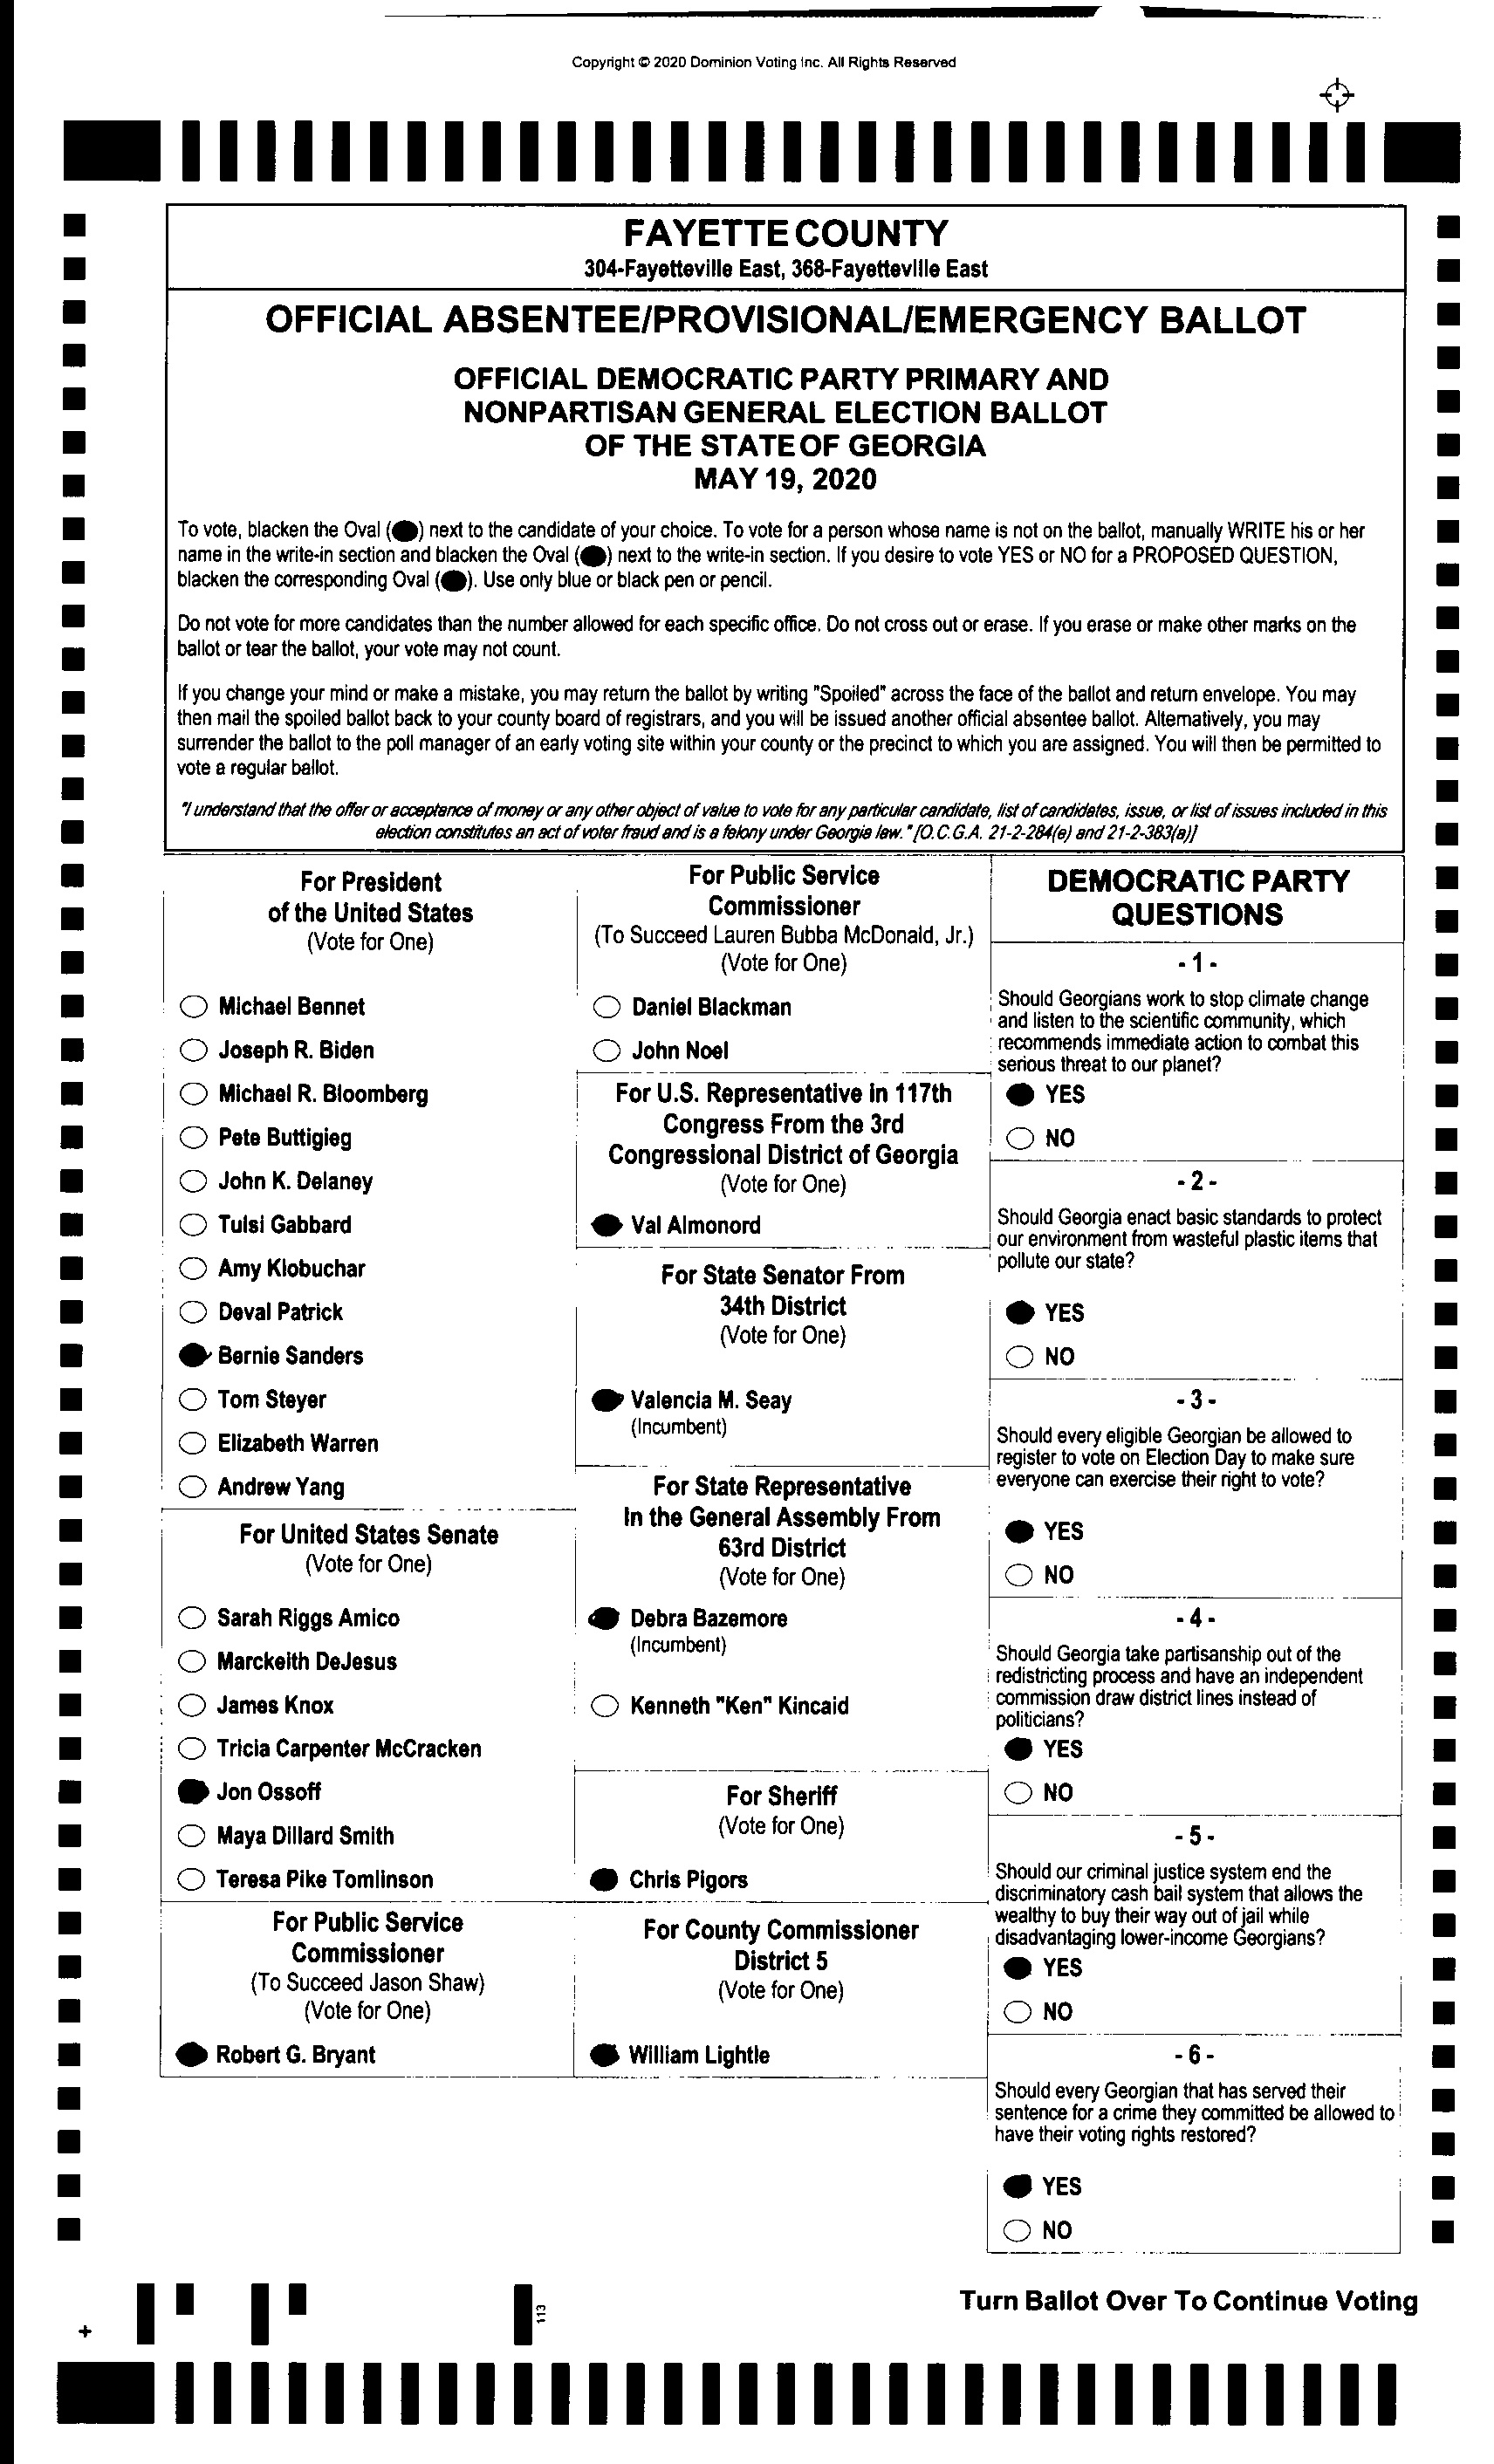 Copyright © 2020 Dominion Voting Inc. All Rights Reserved
FAYETTE COUNTY
304-Fayetteville East, 368-Fayetteville East
OFFICIAL ABSENTEE/PROVISIONAL/EMERGENCY BALLOT
OFFICIAL DEMOCRATIC PARTY PRIMARY AND
NONPARTISAN GENERAL ELECTION BALLOT
OF THE STATE OF GEORGIA
MAY 19, 2020
To vote, blacken the Oval ( ) next to the candidate of your choice. To vote for a person whose name is not on the ballot, manually WRITE his or her
name in the write-in section and blacken the Oval ( ) next to the write-in section. If you desire to vote YES or NO for a PROPOSED QUESTION,
blacken the corresponding Oval ( ). Use only blue or black pen or pencil.
Do not vote for more candidates than the number allowed for each specific office. Do not cross out or erase. If you erase or make other marks on the
ballot or tear the ballot, your vote may not count.
If you change your mind or make a mistake, you may return the ballot by writing "Spoiled" across the face of the ballot and return envelope. You may
then mail the spoiled ballot back to your county board of registrars, and you will be issued another official absentee ballot. Alternatively, you may
surrender the ballot to the poll manager of an early voting site within your county or the precinct to which you are assigned. You will then be permitted to
vote a regular ballot.
"I understand that the offer or acceptance of money or any other object of value to vote for any particular candidate, list of candidates, issue, or list of issues included in this
election constitutes an act of voter fraud and is a felony under Georgia law." [O.C.G.A. 21-2-284(e) and 21-2-383(a)]
For President
of the United States
(Vote for One)
Michael Bennet
Joseph R. Biden
Michael R. Bloomberg
Pete Buttigieg
John K. Delaney
Tulsi Gabbard
Amy Klobuchar
Deval Patrick
Bernie Sanders
Tom Steyer
Elizabeth Warren
Andrew Yang
For United States Senate
(Vote for One)
Sarah Riggs Amico
Marckeith DeJesus
James Knox
Tricia Carpenter McCracken
Jon Ossoff
Maya Dillard Smith
Teresa Pike Tomlinson
For Public Service
Commissioner
(To Succeed Jason Shaw)
(Vote for One)
Robert G. Bryant
For Public Service
Commissioner
(To Succeed Lauren Bubba McDonald, Jr.)
(Vote for One)
Daniel Blackman
John Noel
For U.S. Representative in 117th
Congress From the 3rd
Congressional District of Georgia
(Vote for One)
Val Almonord
For State Senator From
34th District
(Vote for One)
Valencia M. Seay
(Incumbent)
For State Representative
In the General Assembly From
63rd District
(Vote for One)
Debra Bazemore
(Incumbent)
Kenneth "Ken" Kincaid
For Sheriff
(Vote for One)
Chris Pigors
For County Commissioner
District 5
(Vote for One)
William Lightle
DEMOCRATIC PARTY
QUESTIONS
- 1 -
Should Georgians work to stop climate change
and listen to the scientific community, which
recommends immediate action to combat this
serious threat to our planet?
YES
NO
- 2 -
Should Georgia enact basic standards to protect
our environment from wasteful plastic items that
pollute our state?
YES
NO
- 3 -
Should every eligible Georgian be allowed to
register to vote on Election Day to make sure
everyone can exercise their right to vote?
YES
NO
- 4 -
Should Georgia take partisanship out of the
redistricting process and have an independent
commission draw district lines instead of
politicians?
YES
NO
- 5 -
Should our criminal justice system end the
discriminatory cash bail system that allows the
wealthy to buy their way out of jail while
disadvantaging lower-income Georgians?
YES
NO
- 6 -
Should every Georgian that has served their
sentence for a crime they committed be allowed to
have their voting rights restored?
YES
NO
113
Turn Ballot Over To Continue Voting